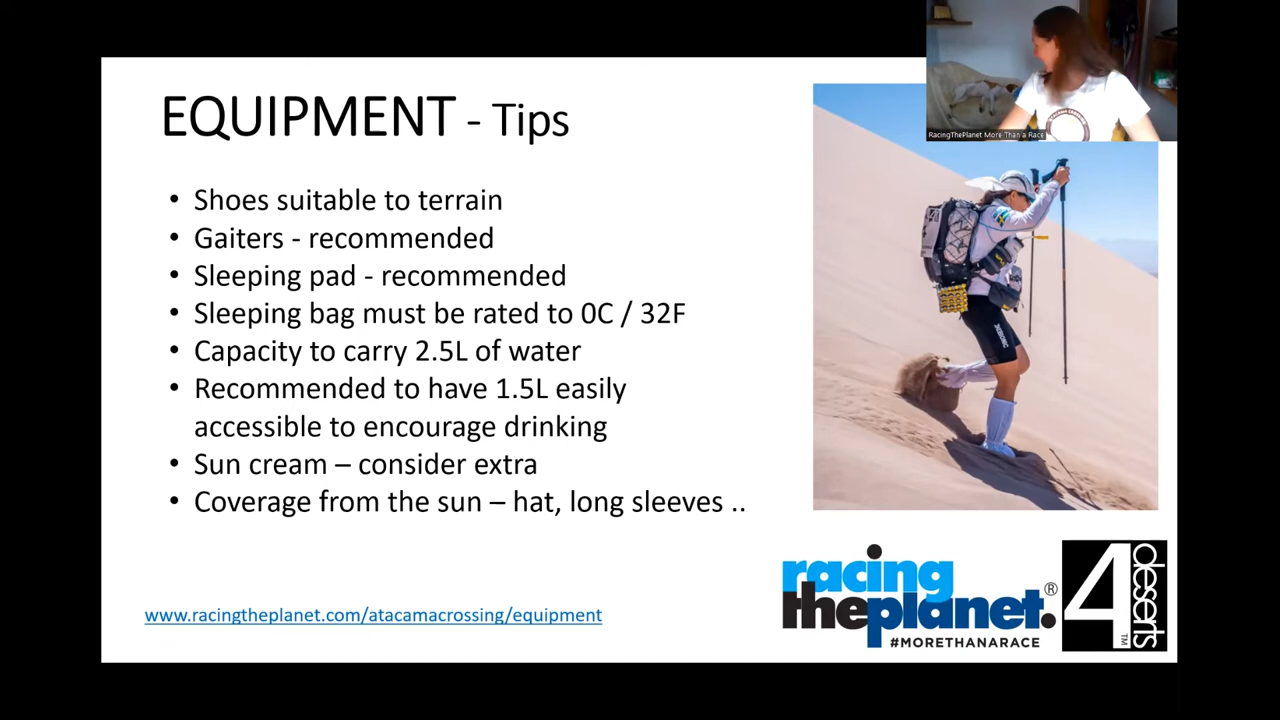 EQUIPMENT - Tips
RacingThePlanet More Than a Race
• Shoes suitable to terrain
• Gaiters - recommended
• Sleeping pad - recommended
• Sleeping bag must be rated to 0C / 32F
• Capacity to carry 2.5L of water
• Recommended to have 1.5L easily
accessible to encourage drinking
• Sun cream – consider extra
• Coverage from the sun – hat, long sleeves ..
www.racingtheplanet.com/atacamacrossing/equipment
racing
theplanet.®
#MORETHANARACE
4 deserts™